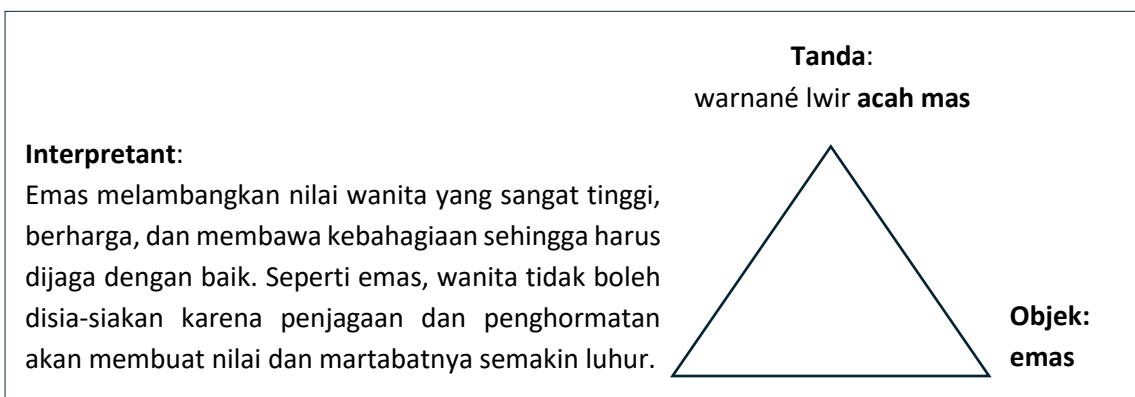 Tanda:
warnané lwir acah mas
Interpretant:
Emas melambangkan nilai wanita yang sangat tinggi,
berharga, dan membawa kebahagiaan sehingga harus
dijaga dengan baik. Seperti emas, wanita tidak boleh
disia-siakan karena penjagaan dan penghormatan
akan membuat nilai dan martabatnya semakin luhur.
Objek:
emas